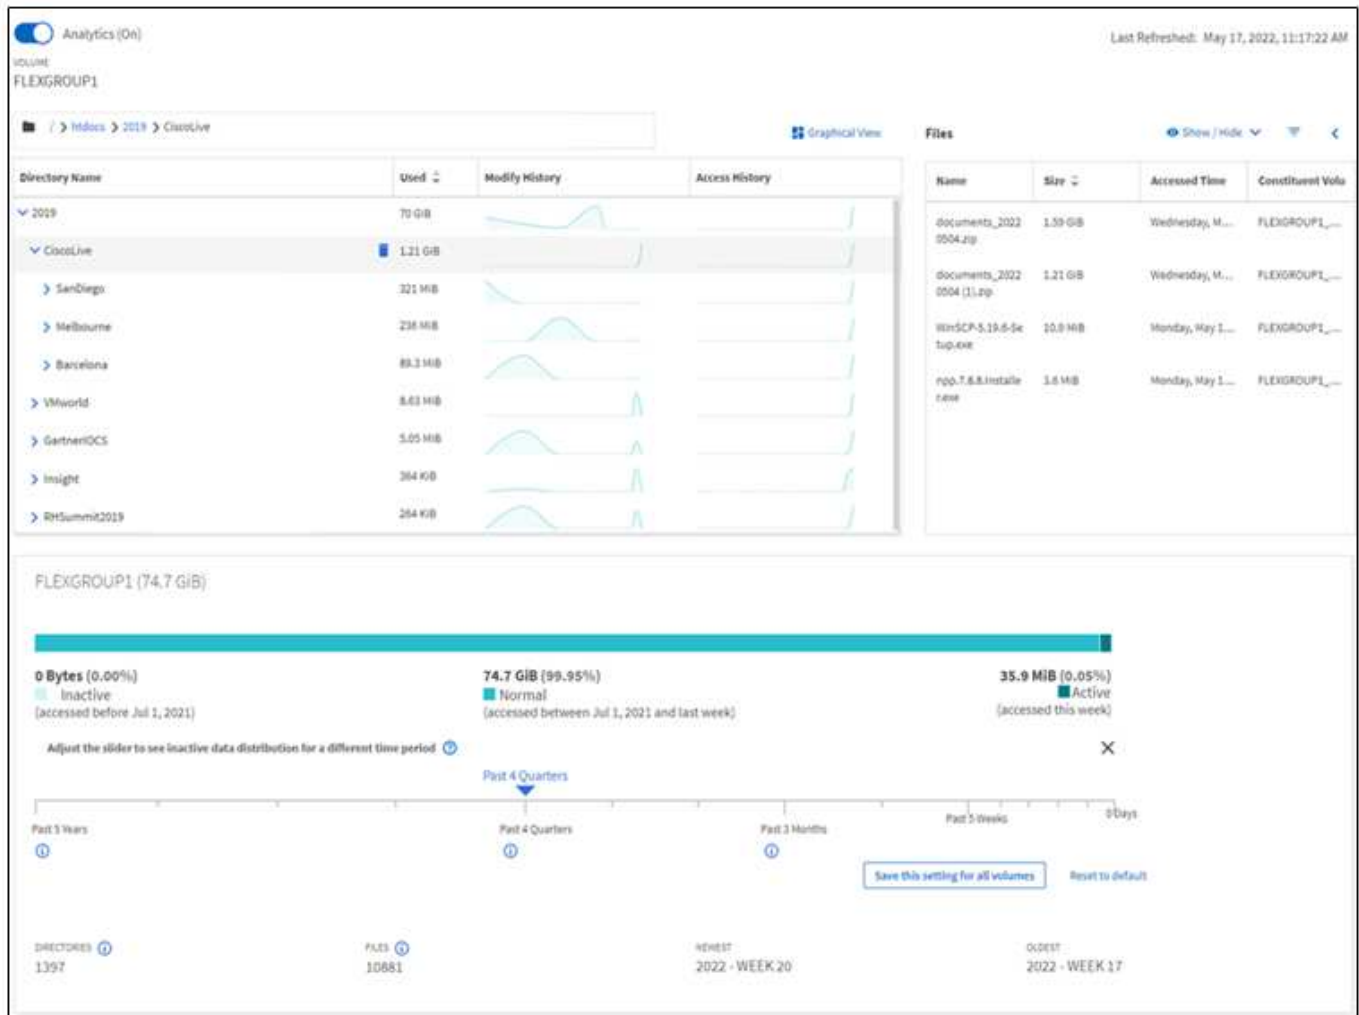 Analytics (On)
Last Refreshed: May 17, 2022, 11:17:22 AM
VOLUME
FLEXGROUP1
/ > htdocs > 2019 > CiscoLive
Graphical View
Directory Name Used Modify History Access History
2019 70 GiB
CiscoLive 1.21 GiB
SanDiego 321 MiB
Melbourne 236 MiB
Barcelona 89.3 MiB
VMworld 8.63 MiB
GartnerIOCS 5.05 MiB
Insight 364 KiB
RHSummit2019 264 KiB
Files
Show / Hide
Name Size Accessed Time Constituent Volu
documents_2022 1.59 GiB Wednesday, M... FLEXGROUP1_...
0504.zip
documents_2022 1.21 GiB Wednesday, M... FLEXGROUP1_...
0504 (1).zip
WinSCP-5.19.6-Se 10.9 MiB Monday, May 1... FLEXGROUP1_...
tup.exe
npp.7.8.8.Installe 3.6 MiB Monday, May 1... FLEXGROUP1_...
r.exe
FLEXGROUP1 (74.7 GiB)
0 Bytes (0.00%) 74.7 GiB (99.95%) 35.9 MiB (0.05%)
Inactive Normal Active
(accessed before Jul 1, 2021) (accessed between Jul 1, 2021 and last week) (accessed this week)
Adjust the slider to see inactive data distribution for a different time period
Past 4 Quarters
Past 5 Years Past 4 Quarters Past 3 Months Past 5 Weeks 0 Days
Save this setting for all volumes Reset to default
DIRECTORIES FILES NEWEST OLDEST
1397 10881 2022 - WEEK 20 2022 - WEEK 17